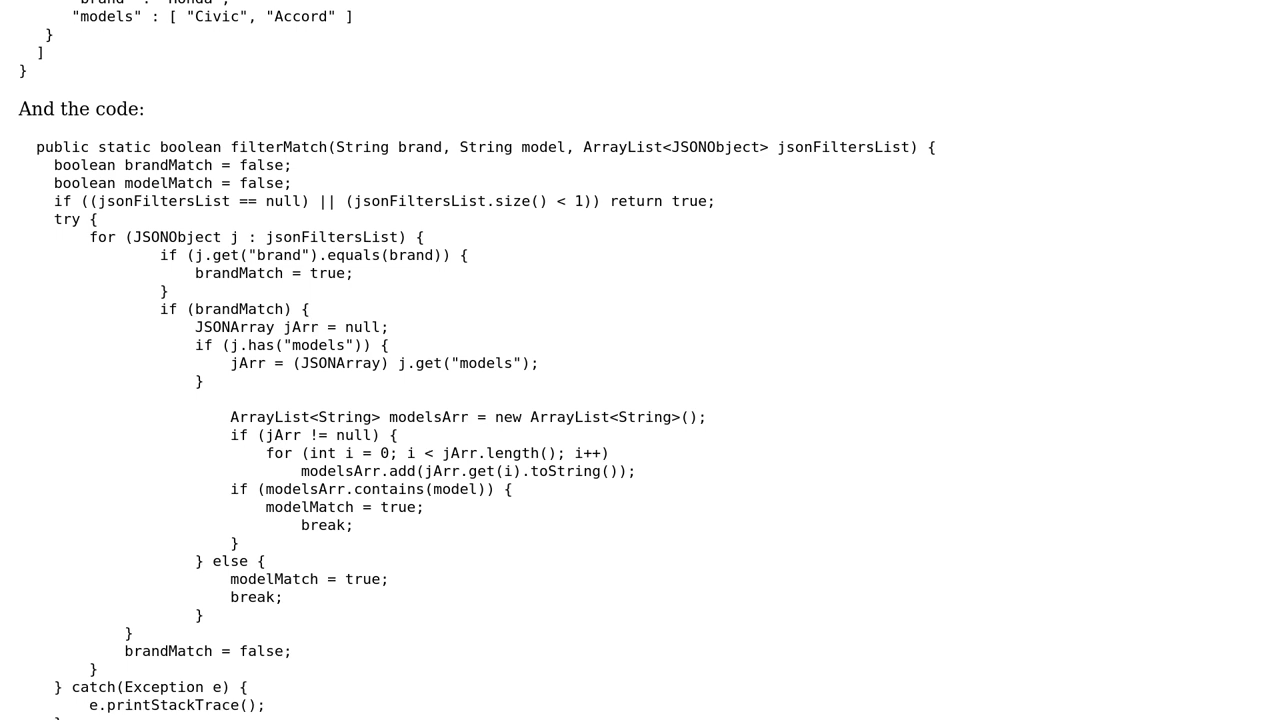 "brand" : "Honda",
      "models" : [ "Civic", "Accord" ]
   }
  ]
}
And the code:
  public static boolean filterMatch(String brand, String model, ArrayList<JSONObject> jsonFiltersList) {
    boolean brandMatch = false;
    boolean modelMatch = false;
    if ((jsonFiltersList == null) || (jsonFiltersList.size() < 1)) return true;
    try {
        for (JSONObject j : jsonFiltersList) {
                if (j.get("brand").equals(brand)) {
                    brandMatch = true;
                }
                if (brandMatch) {
                    JSONArray jArr = null;
                    if (j.has("models")) {
                        jArr = (JSONArray) j.get("models");
                    }
                        ArrayList<String> modelsArr = new ArrayList<String>();
                        if (jArr != null) {
                            for (int i = 0; i < jArr.length(); i++)
                                modelsArr.add(jArr.get(i).toString());
                        if (modelsArr.contains(model)) {
                            modelMatch = true;
                                break;
                        }
                    } else {
                        modelMatch = true;
                        break;
                    }
            }
            brandMatch = false;
        }
    } catch(Exception e) {
        e.printStackTrace();